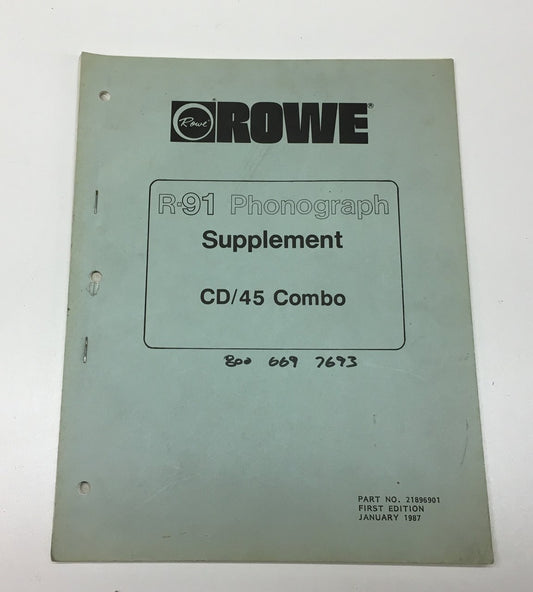 Rowe ROWE®
R-91 Phonograph
Supplement
CD/45 Combo
800 669 7693
PART NO. 21896901
FIRST EDITION
JANUARY 1987